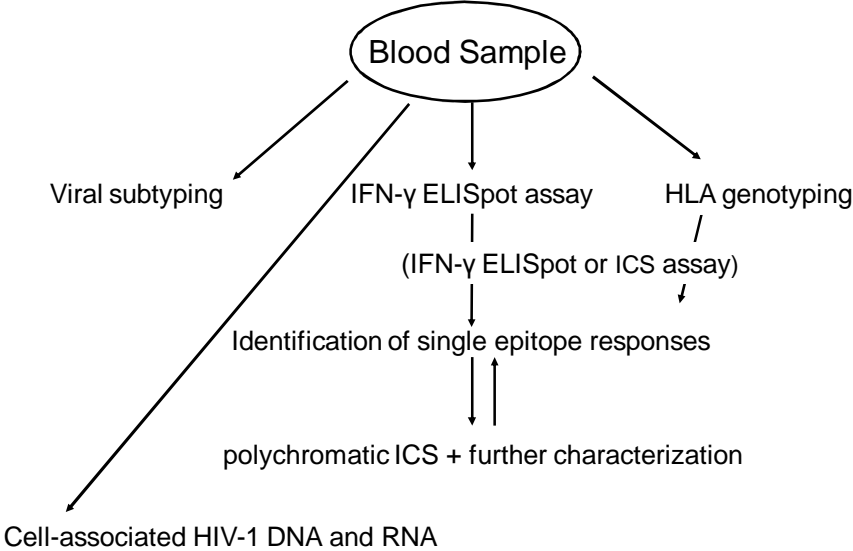 Blood Sample
Viral subtyping
IFN-γ ELISpot assay
HLA genotyping
(IFN-γ ELISpot or ICS assay)
Identification of single epitope responses
polychromatic ICS + further characterization
Cell-associated HIV-1 DNA and RNA